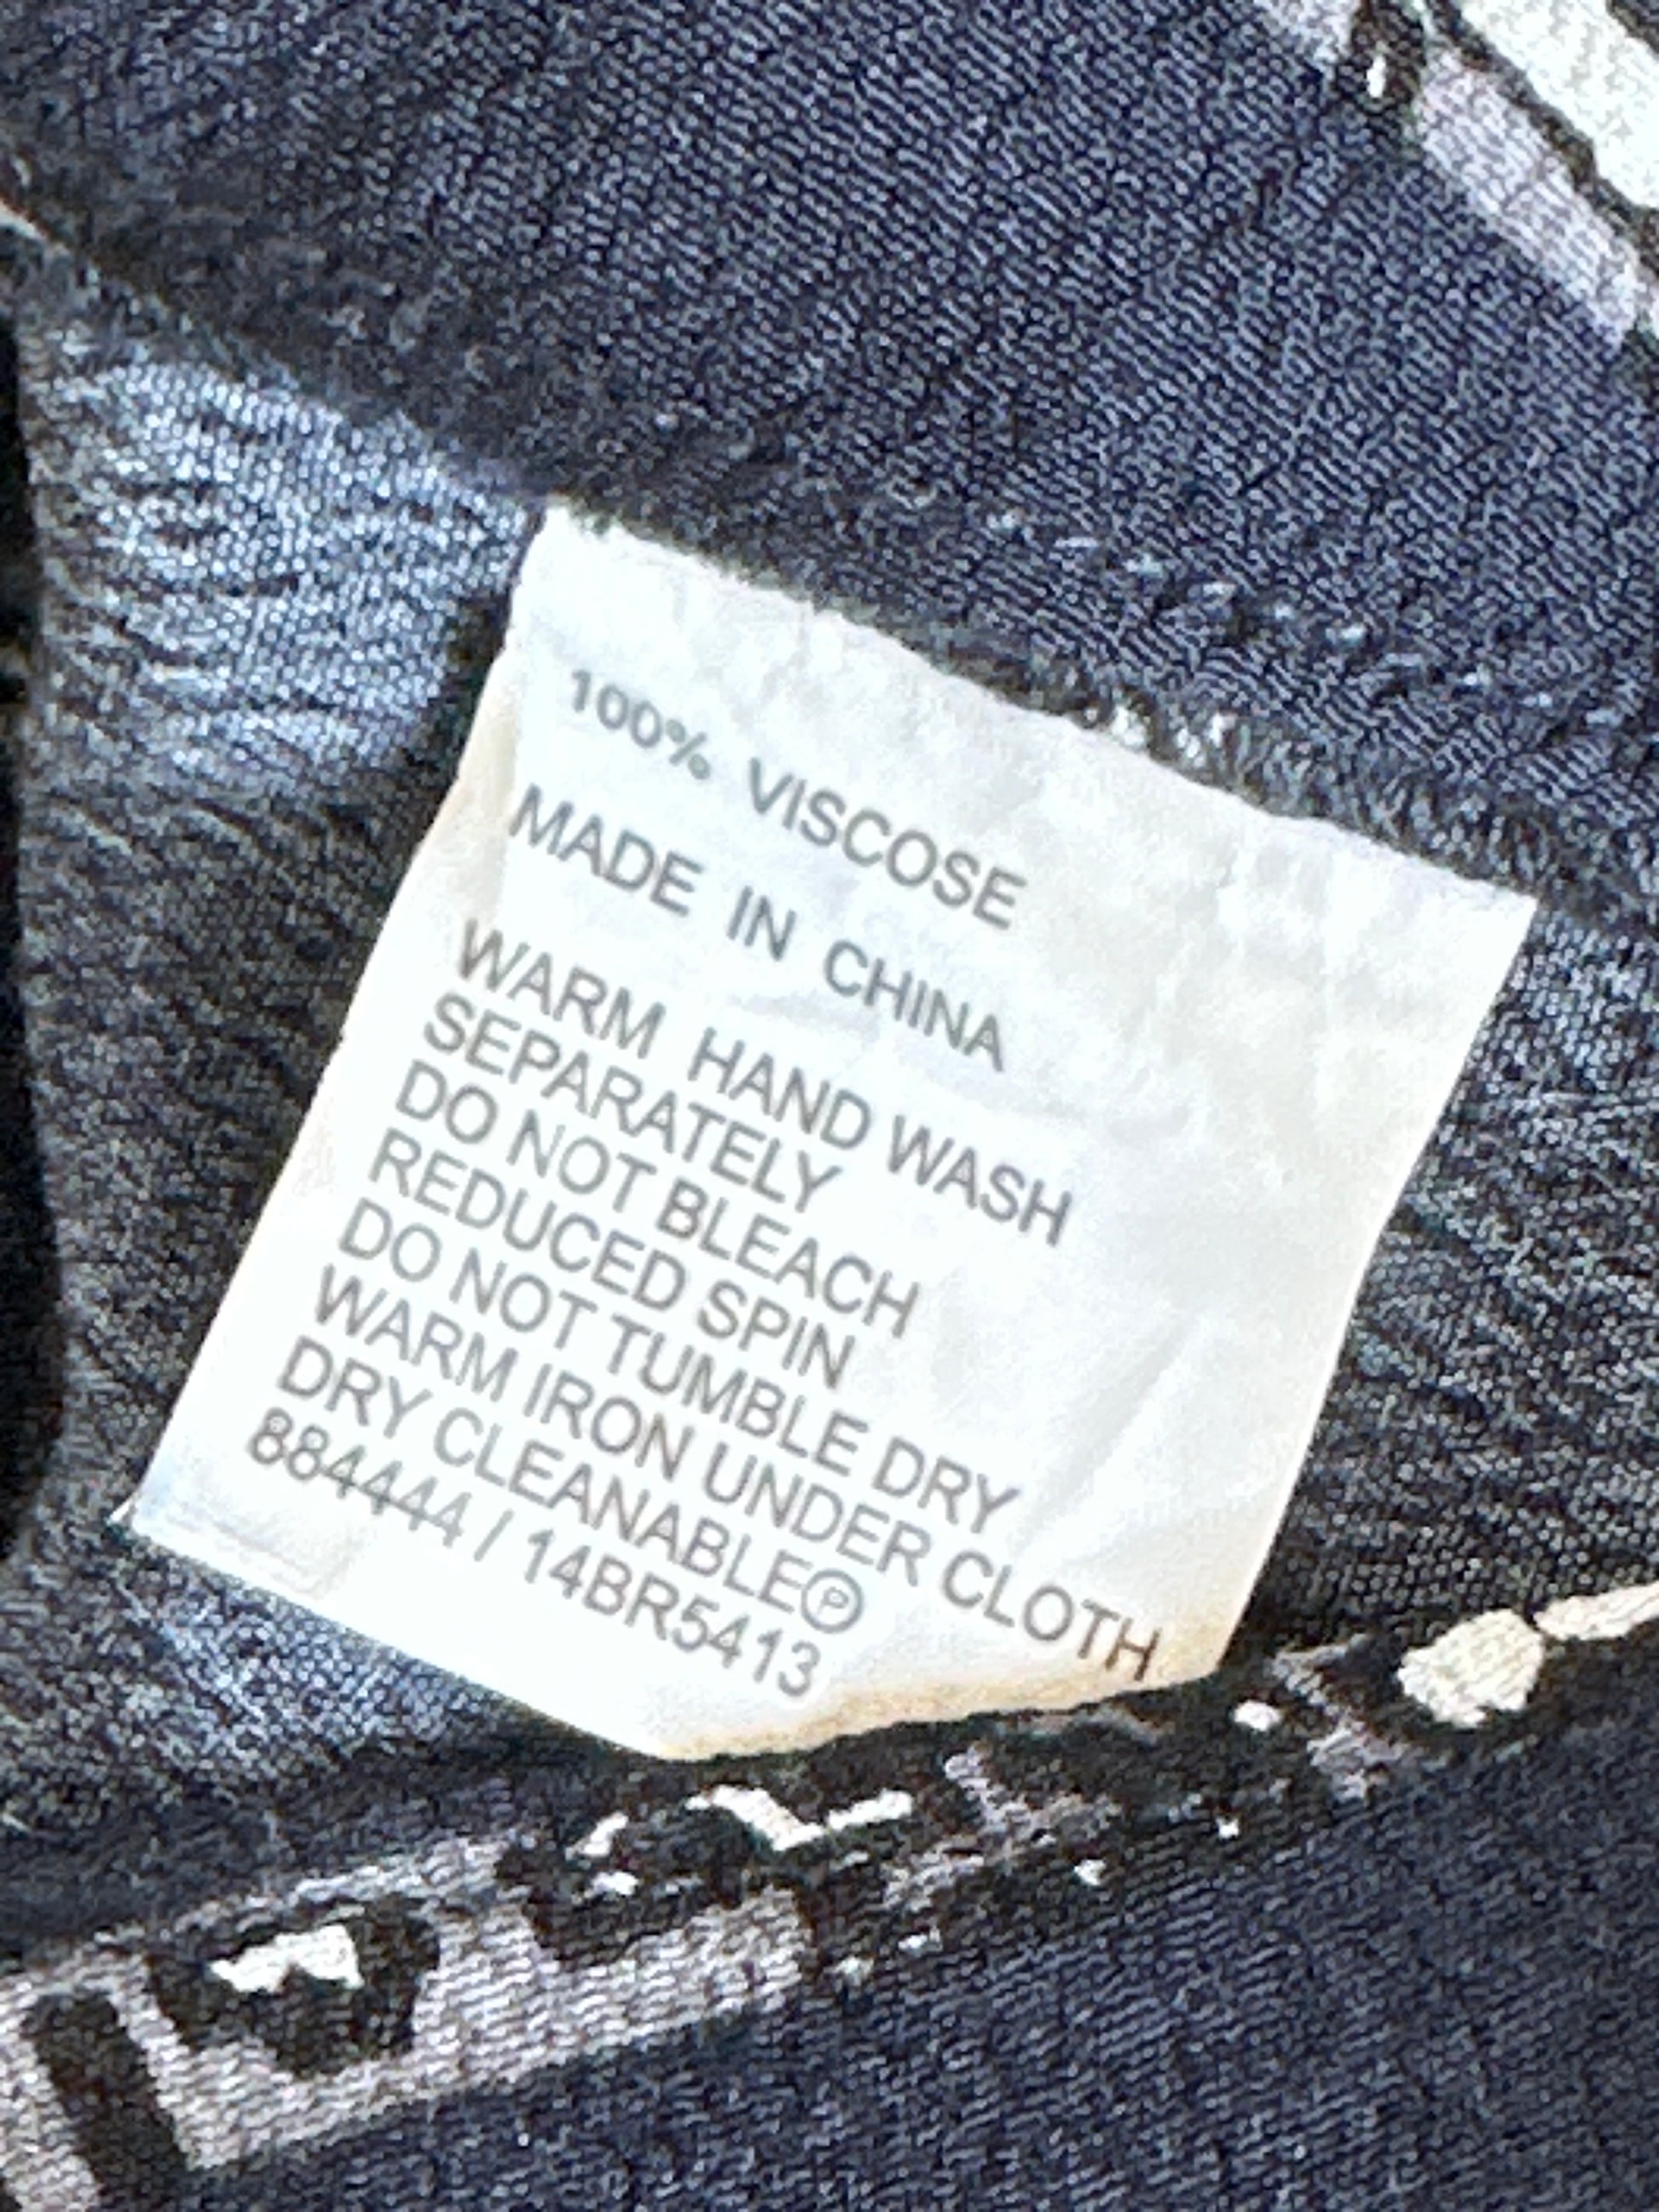 100% VISCOSE
MADE IN CHINA
WARM HAND WASH
SEPARATELY
DO NOT BLEACH
REDUCED SPIN
DO NOT TUMBLE DRY
WARM IRON UNDER CLOTH
DRY CLEANABLEⓅ
884444 / 14BR5413